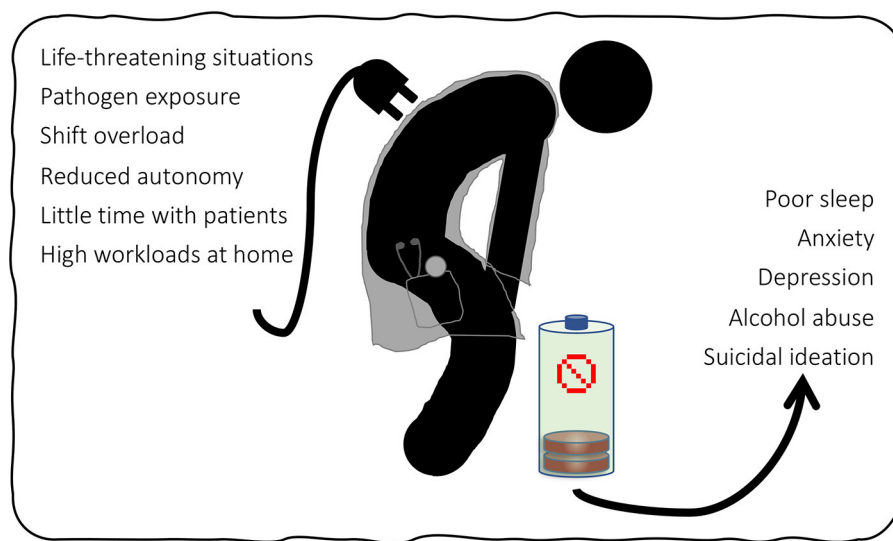 Life-threatening situations
Pathogen exposure
Shift overload
Reduced autonomy
Little time with patients
High workloads at home
Poor sleep
Anxiety
Depression
Alcohol abuse
Suicidal ideation